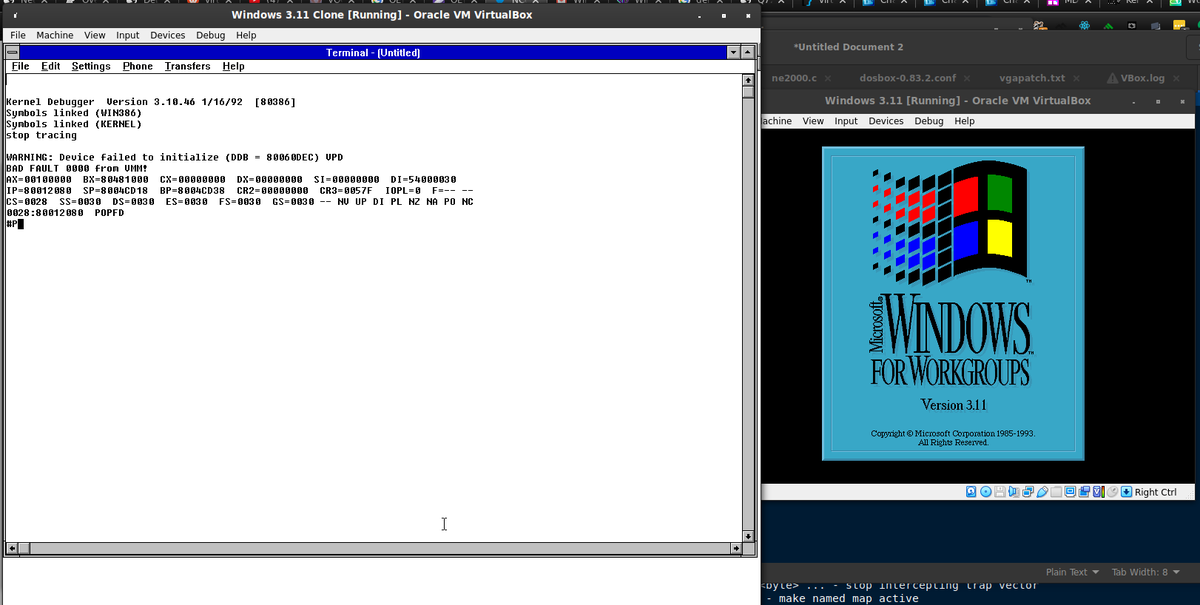 Windows 3.11 Clone [Running] - Oracle VM VirtualBox
File Machine View Input Devices Debug Help
Terminal - [Untitled]
File Edit Settings Phone Transfers Help
Kernel Debugger Version 3.10.46 1/16/92 [80386]
Symbols linked (WIN386)
Symbols linked (KERNEL)
stop tracing
WARNING: Device failed to initialize (DDB = 80060DEC) VPD
BAD FAULT 0000 from VMM!
AX=00100000 BX=80481000 CX=00000000 DX=00000000 SI=00000000 DI=54000030
IP=80012080 SP=8004CD18 BP=8004CD38 CR2=00000000 CR3=0057F IOPL=0 F=-- --
CS=0028 SS=0030 DS=0030 ES=0030 FS=0030 GS=0030 -- NV UP DI PL NZ NA PO NC
0028:80012080 POPFD
#P
*Untitled Document 2
ne2000.c × dosbox-0.83.2.conf × vgapatch.txt × VBox.log ×
Windows 3.11 [Running] - Oracle VM VirtualBox
achine View Input Devices Debug Help
Microsoft®
WINDOWS™
FOR WORKGROUPS
Version 3.11
Copyright © Microsoft Corporation 1985-1993.
All Rights Reserved.
Right Ctrl
Plain Text Tab Width: 8
<byte> ... - stop intercepting trap vector
- make named map active